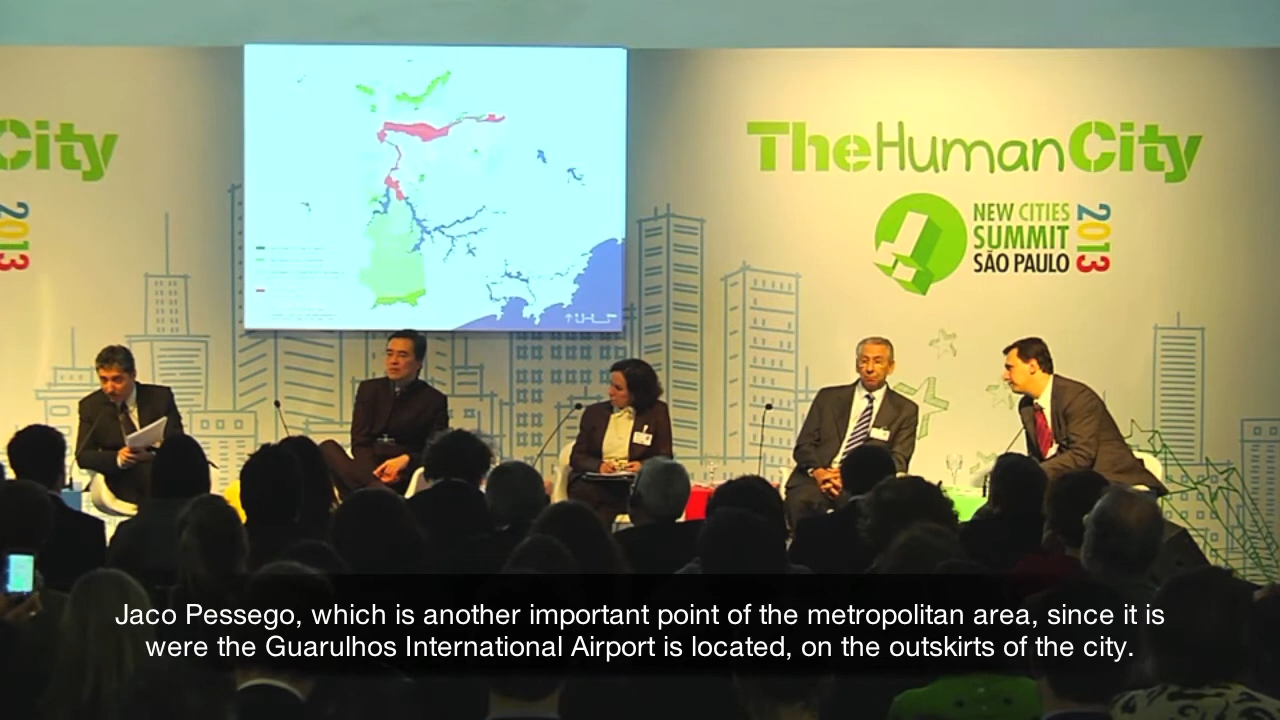 City
2013
TheHumanCity
NEW CITIES
SUMMIT
SÃO PAULO
2013
Jaco Pessego, which is another important point of the metropolitan area, since it is
were the Guarulhos International Airport is located, on the outskirts of the city.